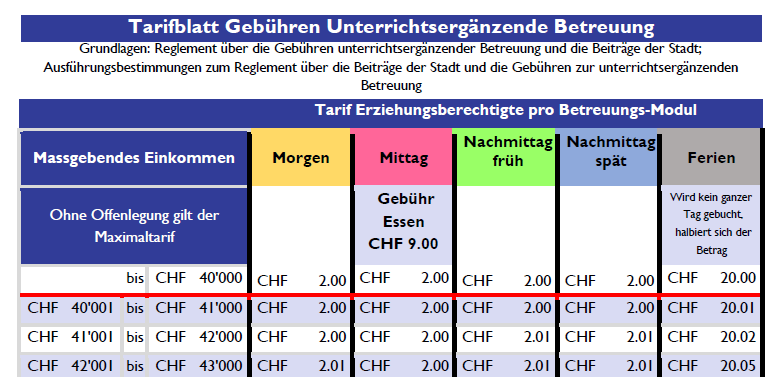 Tarifblatt Gebühren Unterrichtsergänzende Betreuung
Grundlagen: Reglement über die Gebühren unterrichtsergänzender Betreuung und die Beiträge der Stadt;
Ausführungsbestimmungen zum Reglement über die Beiträge der Stadt und die Gebühren zur unterrichtsergänzenden
Betreuung
Tarif Erziehungsberechtigte pro Betreuungs-Modul
Massgebendes Einkommen Morgen Mittag Nachmittag früh Nachmittag spät Ferien
Ohne Offenlegung gilt der
Maximaltarif
Gebühr
Essen
CHF 9.00
Wird kein ganzer
Tag gebucht,
halbiert sich der
Betrag
bis CHF 40'000 CHF 2.00 CHF 2.00 CHF 2.00 CHF 2.00 CHF 20.00
CHF 40'001 bis CHF 41'000 CHF 2.00 CHF 2.00 CHF 2.00 CHF 2.00 CHF 20.01
CHF 41'001 bis CHF 42'000 CHF 2.00 CHF 2.00 CHF 2.01 CHF 2.01 CHF 20.02
CHF 42'001 bis CHF 43'000 CHF 2.01 CHF 2.00 CHF 2.01 CHF 2.01 CHF 20.05